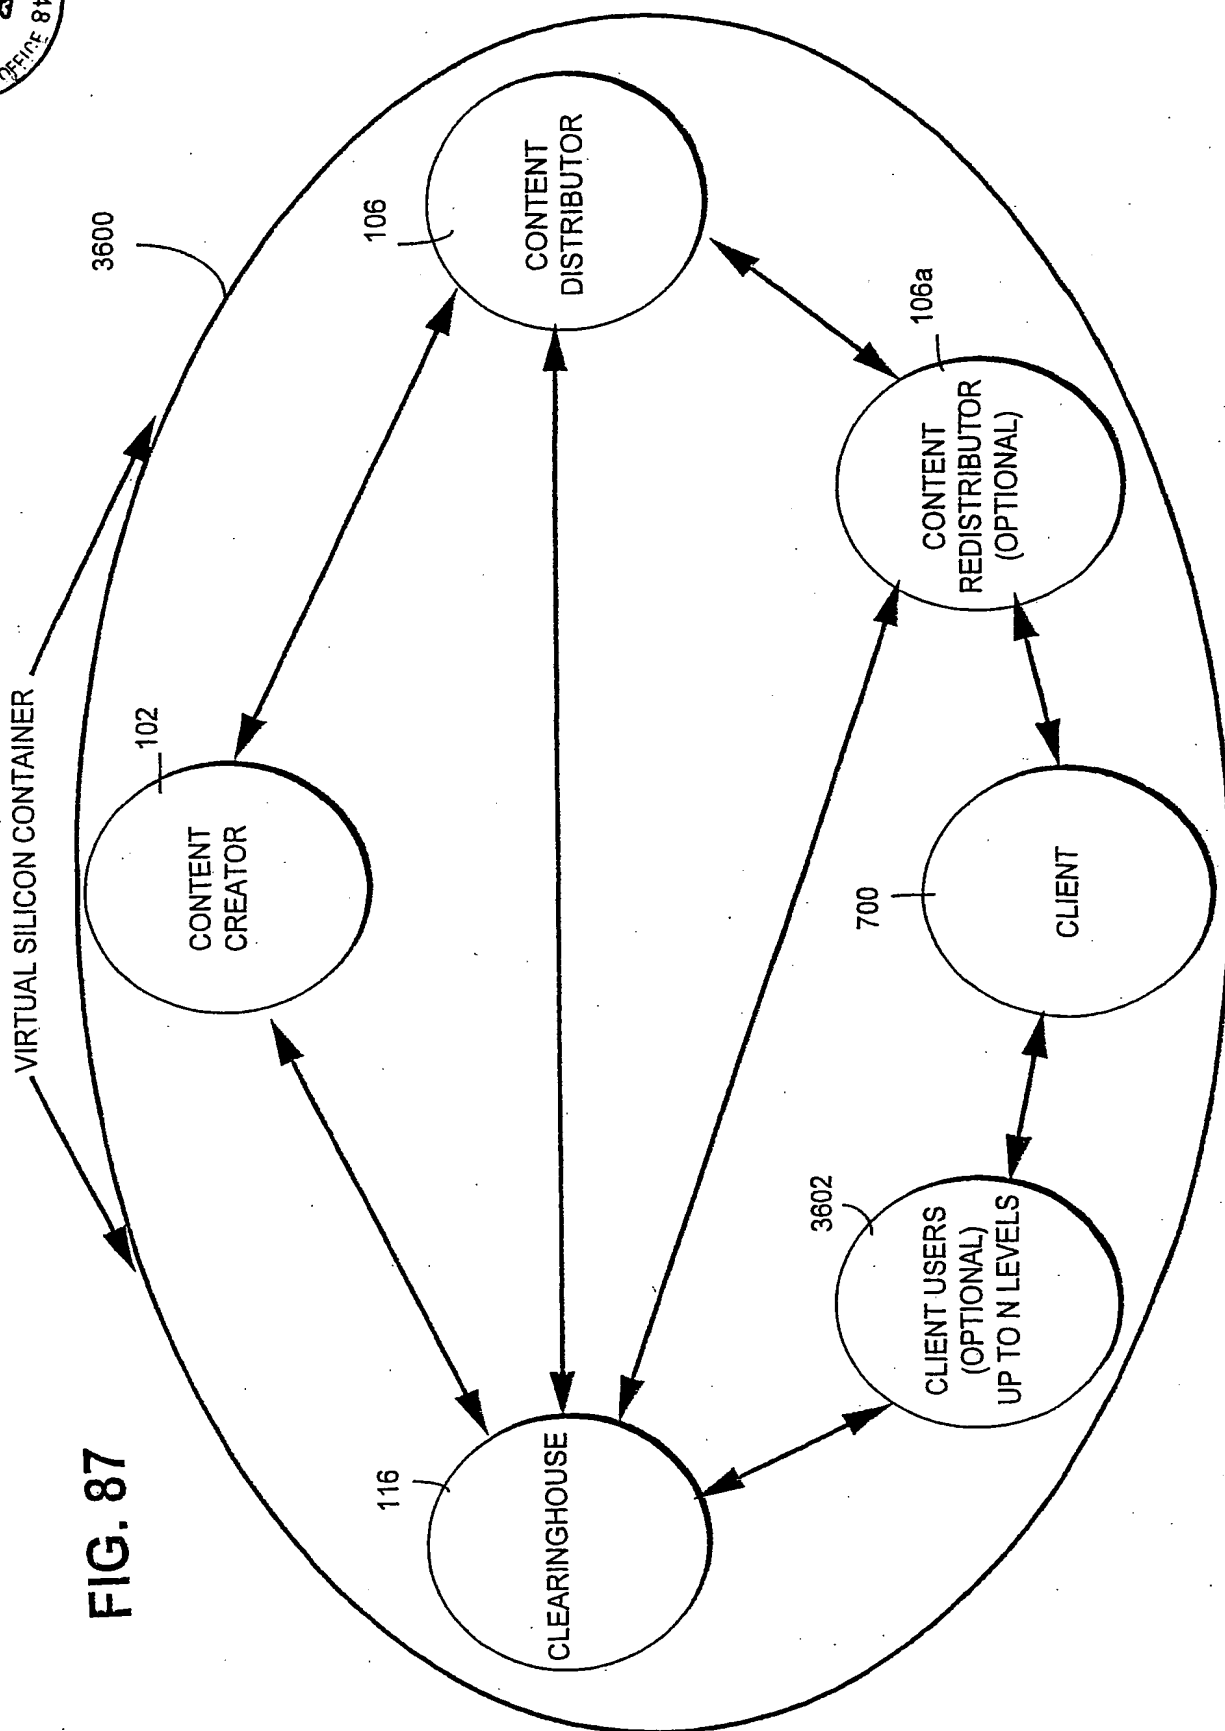 OFFICE
FIG. 87
VIRTUAL SILICON CONTAINER
3600
102
CONTENT
CREATOR
106
CONTENT
DISTRIBUTOR
116
CLEARINGHOUSE
106a
CONTENT
REDISTRIBUTOR
(OPTIONAL)
3602
CLIENT USERS
(OPTIONAL)
UP TO N LEVELS
700
CLIENT